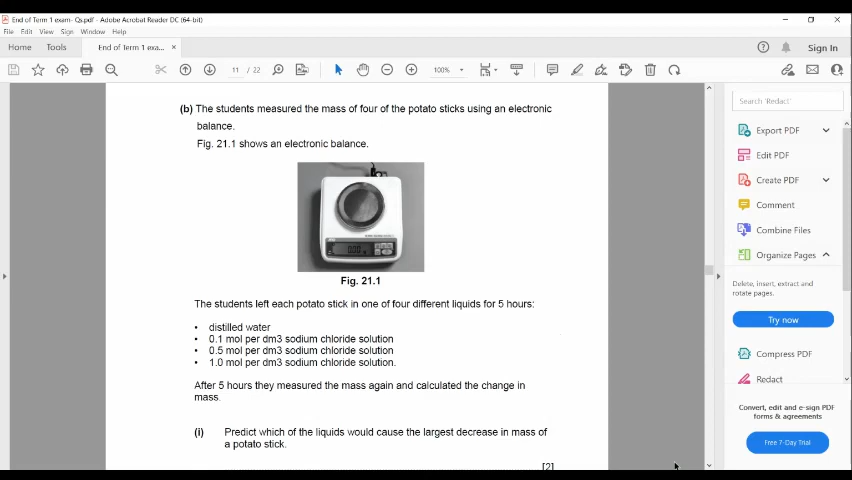 End of Term 1 exam- Qs.pdf - Adobe Acrobat Reader DC (64-bit)
File Edit View Sign Window Help
Home Tools End of Term 1 exa... × Sign In
11 / 22 100%
(b) The students measured the mass of four of the potato sticks using an electronic
balance.
Fig. 21.1 shows an electronic balance.
Fig. 21.1
The students left each potato stick in one of four different liquids for 5 hours:
• distilled water
• 0.1 mol per dm3 sodium chloride solution
• 0.5 mol per dm3 sodium chloride solution
• 1.0 mol per dm3 sodium chloride solution.
After 5 hours they measured the mass again and calculated the change in
mass.
(i) Predict which of the liquids would cause the largest decrease in mass of
a potato stick.
[2]
Search 'Redact'
Export PDF
Edit PDF
Create PDF
Comment
Combine Files
Organize Pages
Delete, insert, extract and
rotate pages.
Try now
Compress PDF
Redact
Convert, edit and e-sign PDF
forms & agreements
Free 7-Day Trial